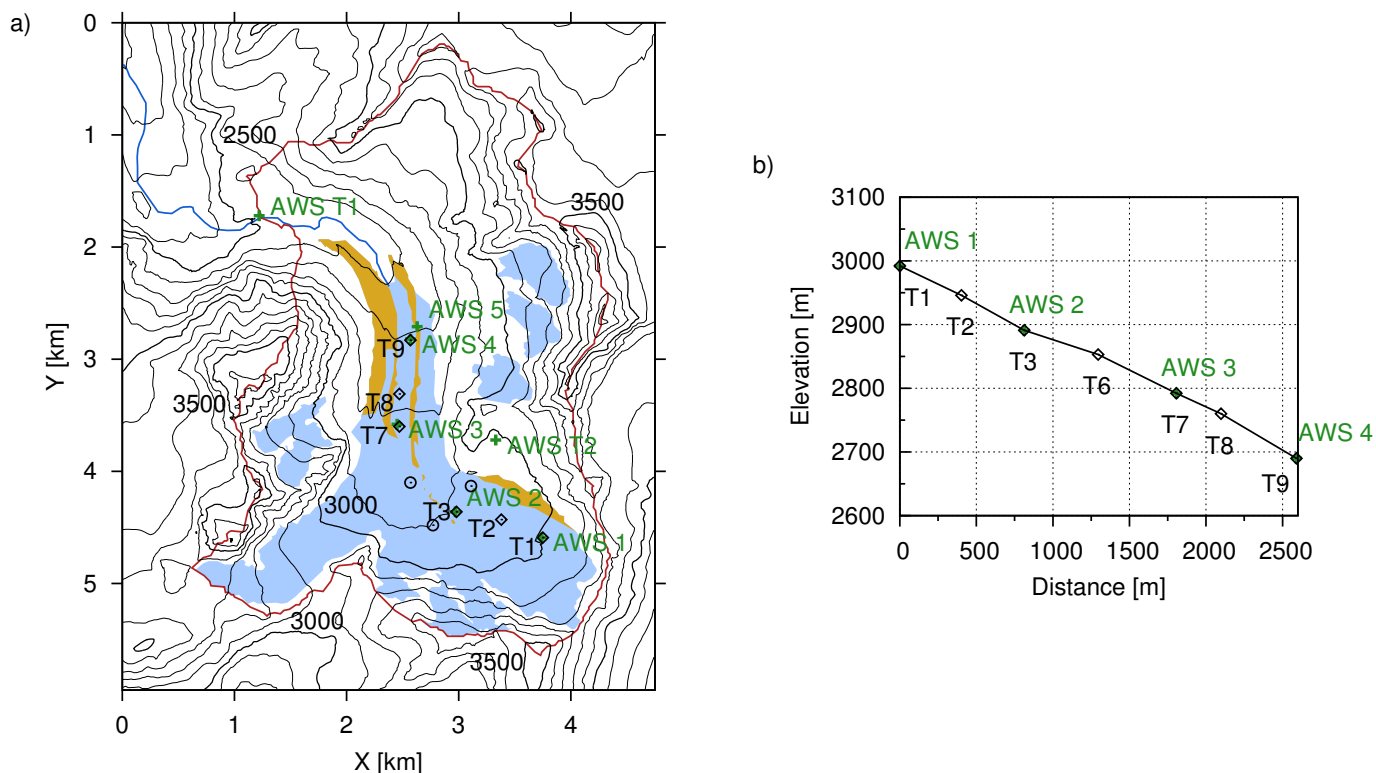 a)
0
1
2
3
4
5
Y [km]
0
1
2
3
4
X [km]
2500
3500
AWS T1
AWS 5
T9
AWS 4
3500
T8
T7
AWS 3
AWS T2
3000
T3
AWS 2
T2
T1
AWS 1
3000
3500
b)
3100
3000
2900
2800
2700
2600
Elevation [m]
AWS 1
T1
T2
AWS 2
T3
T6
AWS 3
T7
T8
AWS 4
T9
0
500
1000
1500
2000
2500
Distance [m]